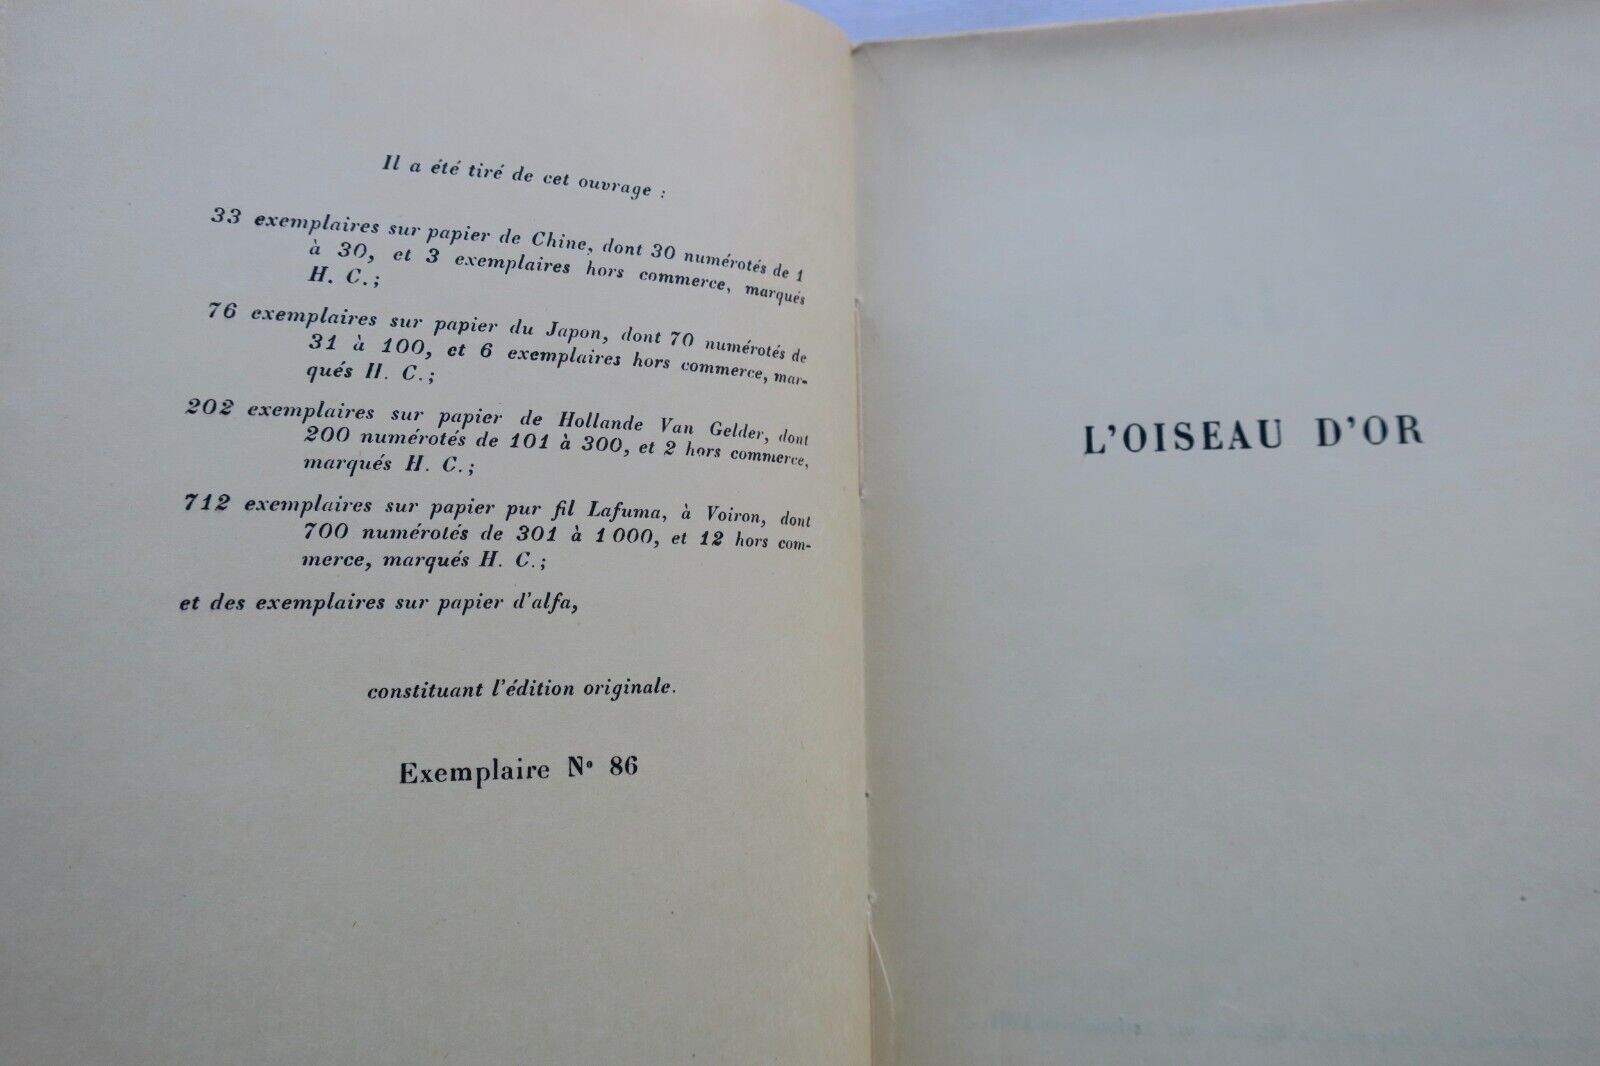 Il a été tiré de cet ouvrage :
33 exemplaires sur papier de Chine, dont 30 numérotés de 1
à 30, et 3 exemplaires hors commerce, marqués
H. C.;
76 exemplaires sur papier du Japon, dont 70 numérotés de
31 à 100, et 6 exemplaires hors commerce, mar-
qués H. C.;
202 exemplaires sur papier de Hollande Van Gelder, dont
200 numérotés de 101 à 300, et 2 hors commerce,
marqués H. C.;
712 exemplaires sur papier pur fil Lafuma, à Voiron, dont
700 numérotés de 301 à 1 000, et 12 hors com-
merce, marqués H. C.;
et des exemplaires sur papier d'alfa,
constituant l'édition originale.
Exemplaire N° 86
L'OISEAU D'OR